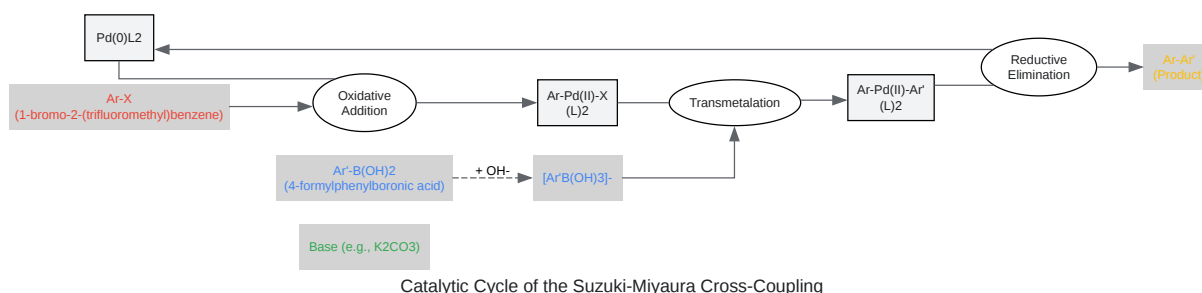 Pd(0)L2
Reductive
Elimination
Ar-Ar'
(Product
Ar-X
(1-bromo-2-(trifluoromethyl)benzene)
Oxidative
Addition
Ar-Pd(II)-X
(L)2
Transmetalation
Ar-Pd(II)-Ar'
(L)2
Ar'-B(OH)2
(4-formylphenylboronic acid)
+ OH-
[Ar'B(OH)3]-
Base (e.g., K2CO3)
Catalytic Cycle of the Suzuki-Miyaura Cross-Coupling